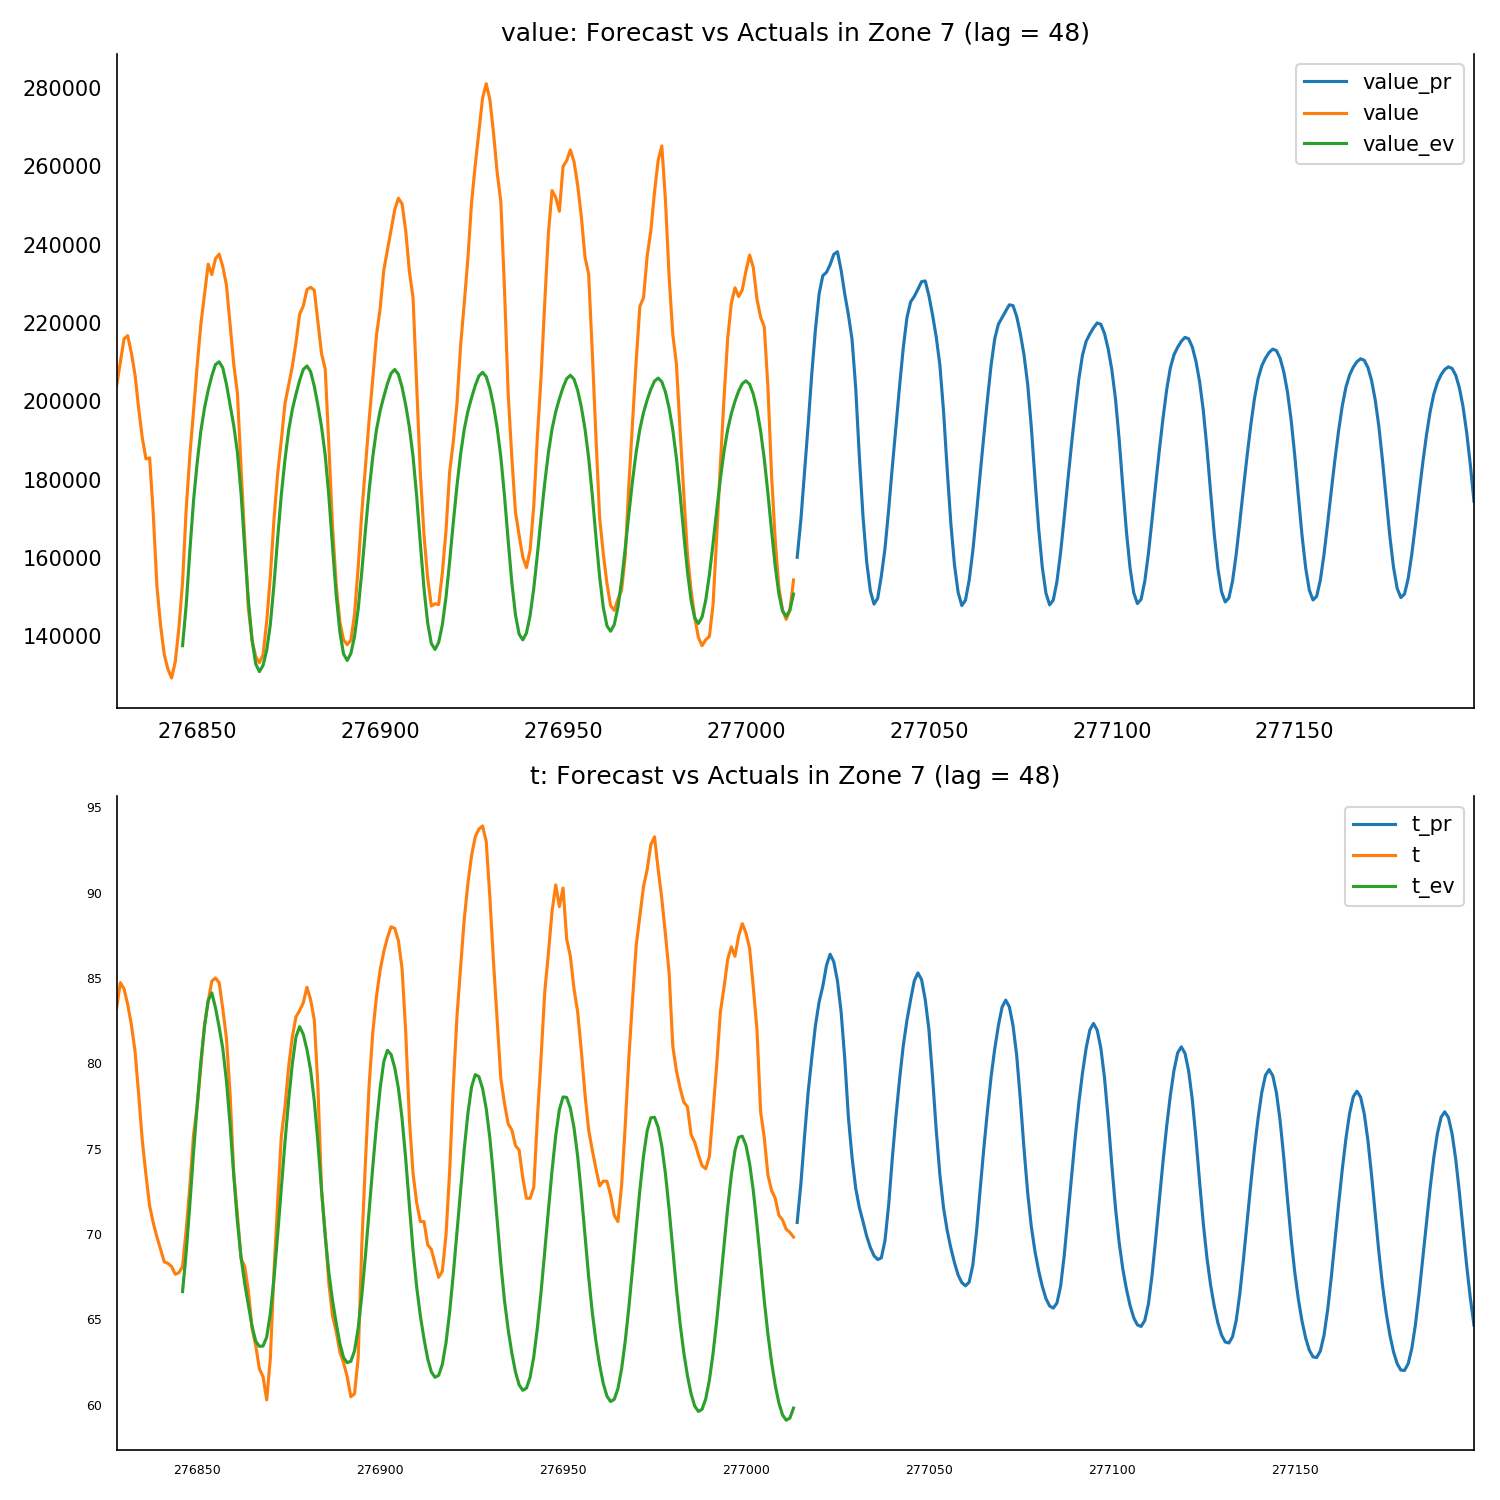 value: Forecast vs Actuals in Zone 7 (lag = 48)
280000
260000
240000
220000
200000
180000
160000
140000
value_pr
value
value_ev
276850 276900 276950 277000 277050 277100 277150
t: Forecast vs Actuals in Zone 7 (lag = 48)
95
90
85
80
75
70
65
60
t_pr
t
t_ev
276850 276900 276950 277000 277050 277100 277150